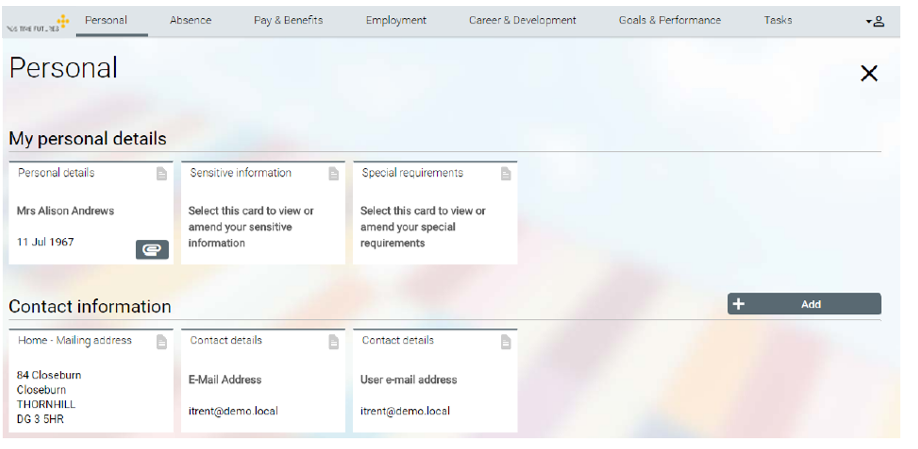 Personal Absence Pay & Benefits Employment Career & Development Goals & Performance Tasks
Personal
My personal details
Personal details
Mrs Alison Andrews
11 Jul 1967
Sensitive information
Select this card to view or
amend your sensitive
information
Special requirements
Select this card to view or
amend your special
requirements
Contact information
Add
Home - Mailing address
84 Closeburn
Closeburn
THORNHILL
DG 3 5HR
Contact details
E-Mail Address
itrent@demo.local
Contact details
User e-mail address
itrent@demo.local